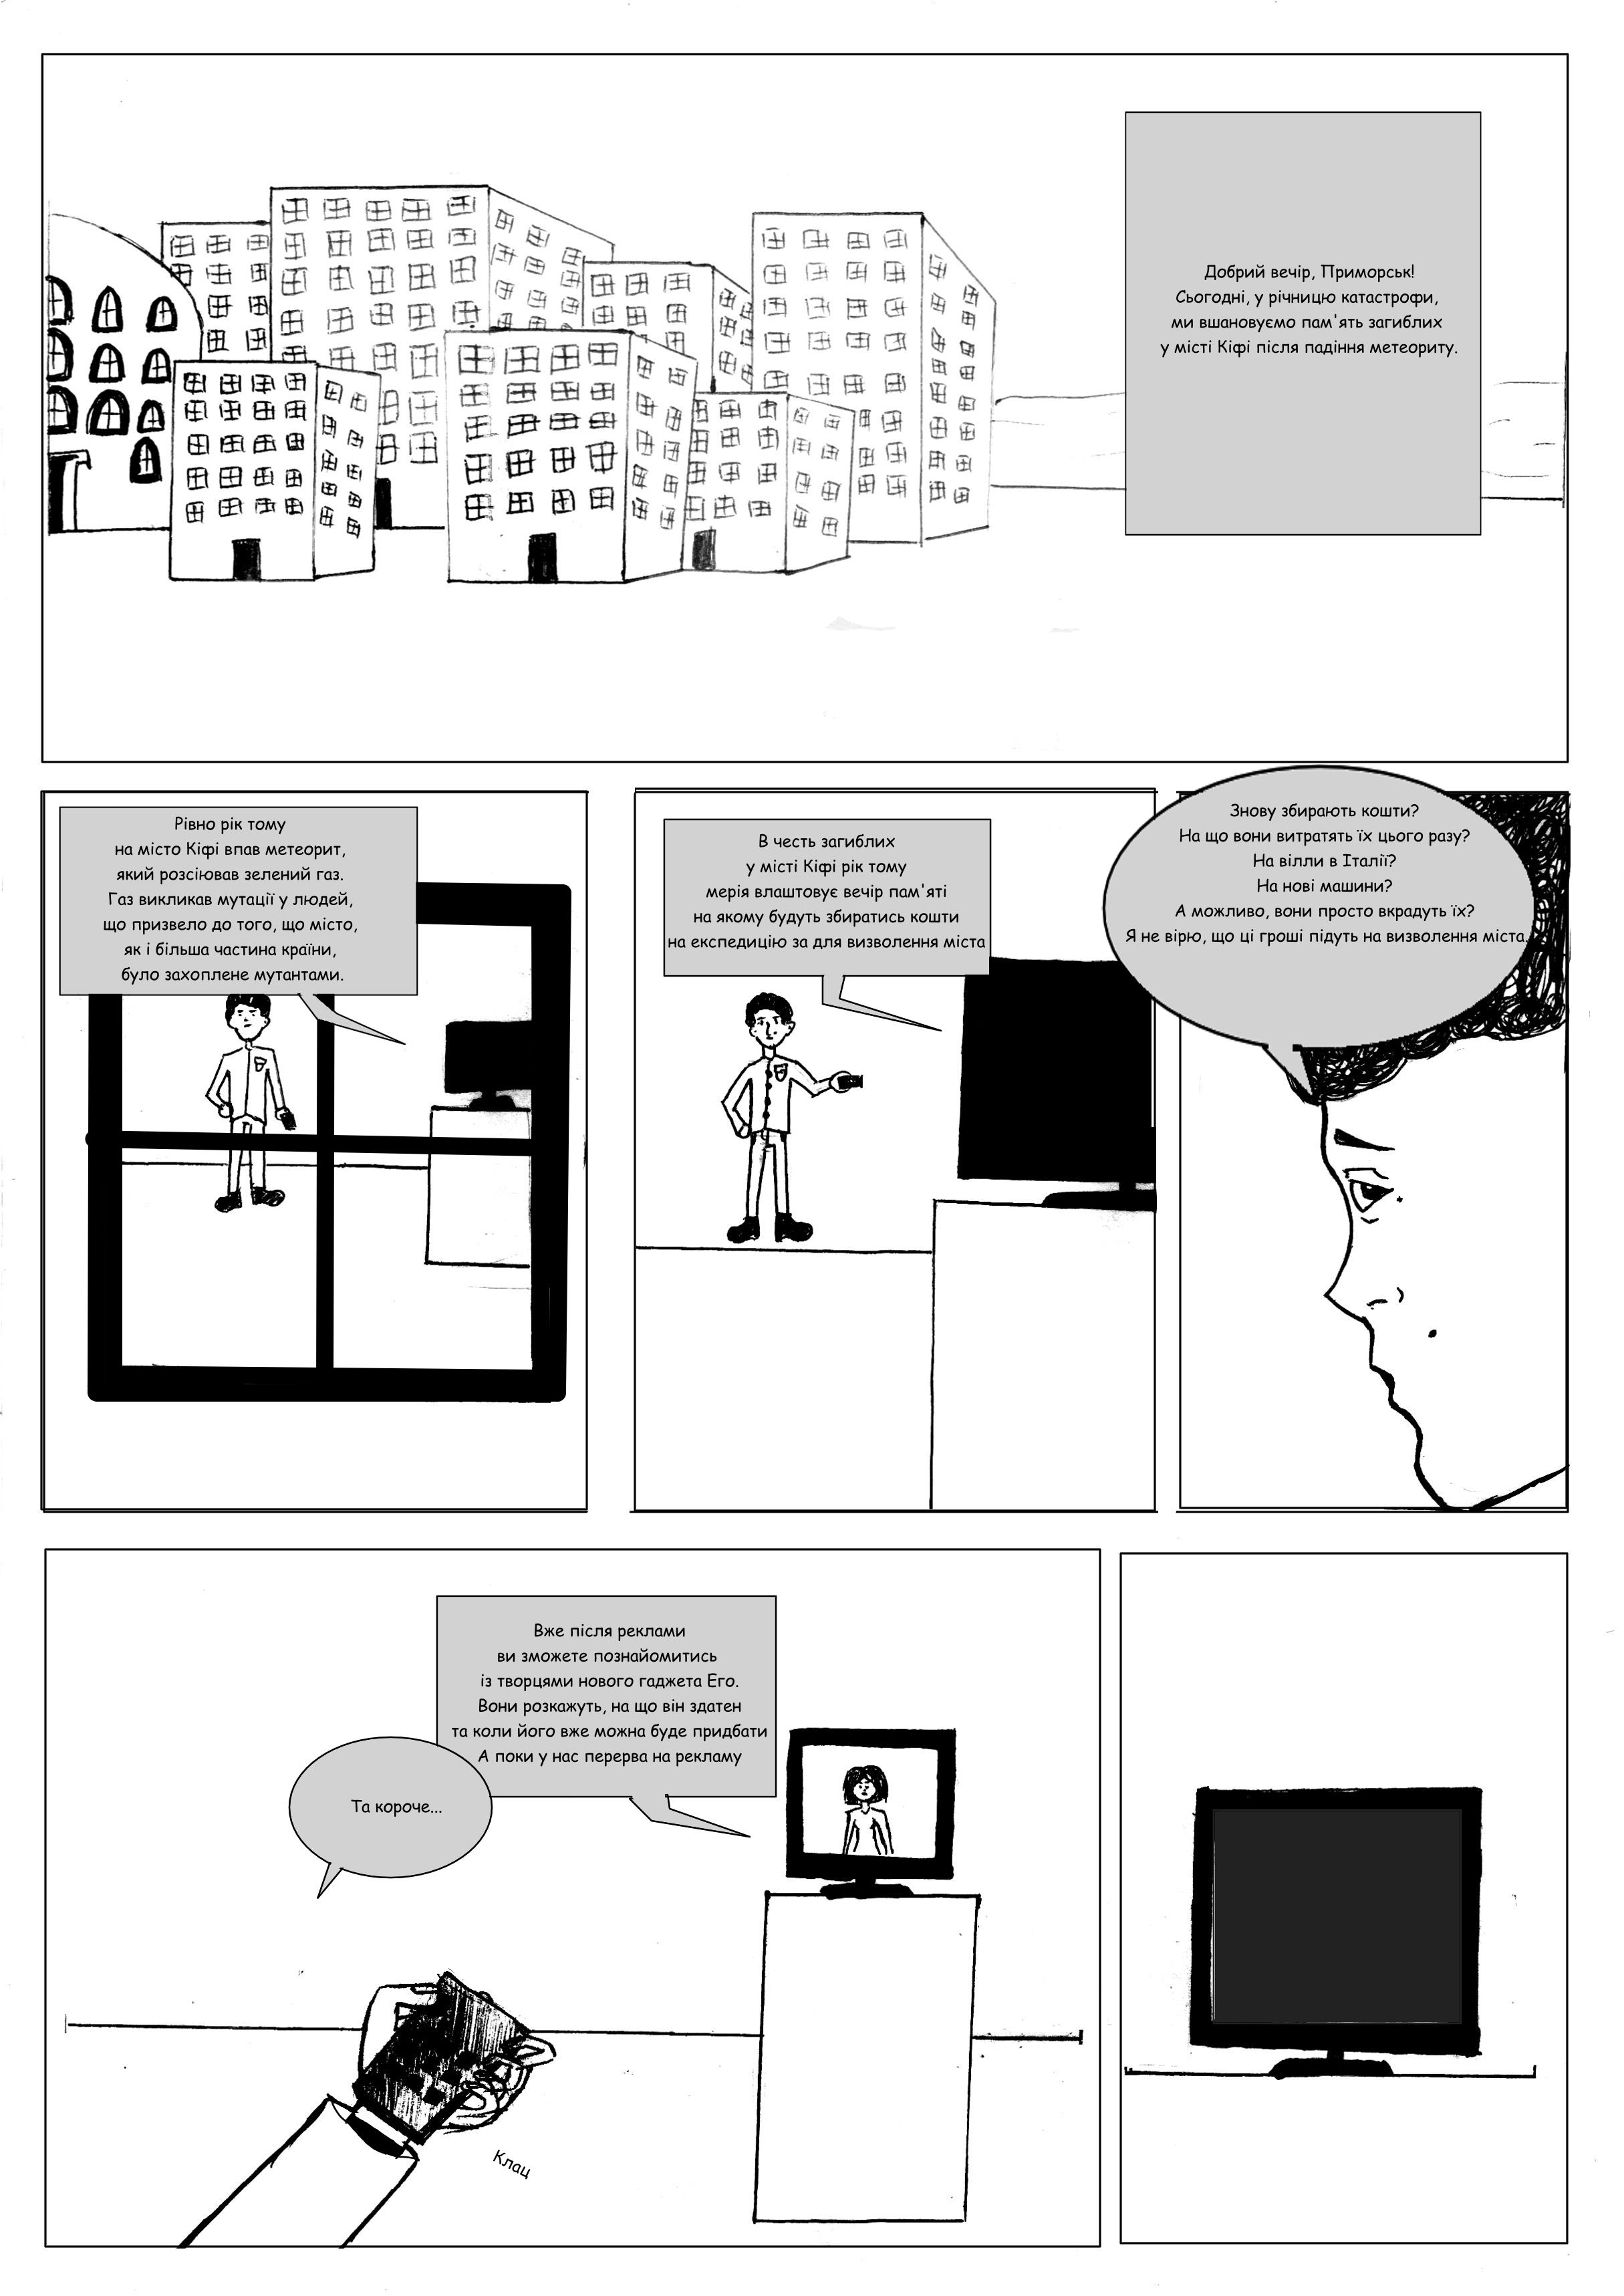 Добрий вечір, Приморськ!
Сьогодні, у річницю катастрофи,
ми вшановуємо пам'ять загиблих
у місті Кіфі після падіння метеориту.
Рівно рік тому
на місто Кіфі впав метеорит,
який розсіював зелений газ.
Газ викликав мутації у людей,
що призвело до того, що місто,
як і більша частина країни,
було захоплене мутантами.
В честь загиблих
у місті Кіфі рік тому
мерія влаштовує вечір пам'яті
на якому будуть збиратись кошти
на експедицію за для визволення міста
Знову збирають кошти?
На що вони витратять їх цього разу?
На вілли в Італії?
На нові машини?
А можливо, вони просто вкрадуть їх?
Я не вірю, що ці гроші підуть на визволення міста.
Вже після реклами
ви зможете познайомитись
із творцями нового гаджета Его.
Вони розкажуть, на що він здатен
та коли його вже можна буде придбати
А поки у нас перерва на рекламу
Та короче...
Клац